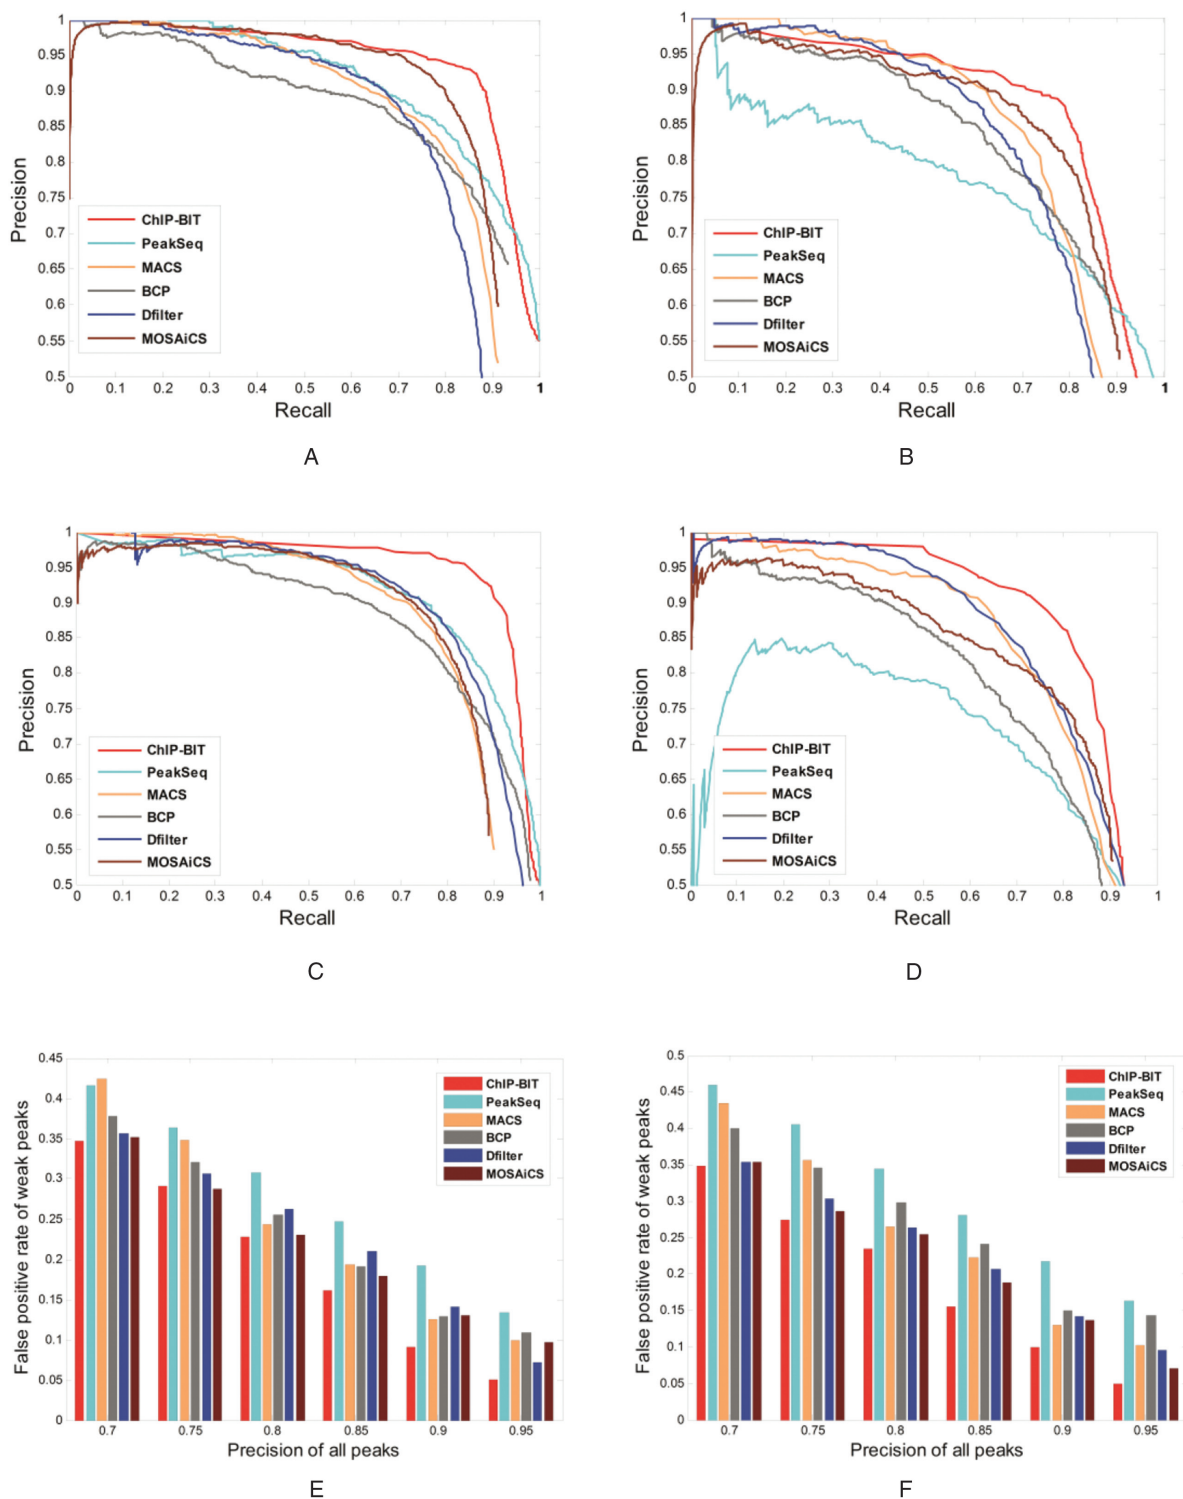 1
0.95
0.9
0.85
0.8
0.75
0.7
0.65
0.6
0.55
0.5
Precision
ChIP-BIT
PeakSeq
MACS
BCP
Dfilter
MOSAiCS
0 0.1 0.2 0.3 0.4 0.5 0.6 0.7 0.8 0.9 1
Recall
A
1
0.95
0.9
0.85
0.8
0.75
0.7
0.65
0.6
0.55
0.5
Precision
ChIP-BIT
PeakSeq
MACS
BCP
Dfilter
MOSAiCS
0 0.1 0.2 0.3 0.4 0.5 0.6 0.7 0.8 0.9 1
Recall
B
1
0.95
0.9
0.85
0.8
0.75
0.7
0.65
0.6
0.55
0.5
Precision
ChIP-BIT
PeakSeq
MACS
BCP
Dfilter
MOSAiCS
0 0.1 0.2 0.3 0.4 0.5 0.6 0.7 0.8 0.9 1
Recall
C
1
0.95
0.9
0.85
0.8
0.75
0.7
0.65
0.6
0.55
0.5
Precision
ChIP-BIT
PeakSeq
MACS
BCP
Dfilter
MOSAiCS
0 0.1 0.2 0.3 0.4 0.5 0.6 0.7 0.8 0.9 1
Recall
D
0.45
0.4
0.35
0.3
0.25
0.2
0.15
0.1
0.05
0
False positive rate of weak peaks
ChIP-BIT
PeakSeq
MACS
BCP
Dfilter
MOSAiCS
0.7 0.75 0.8 0.85 0.9 0.95
Precision of all peaks
E
0.5
0.45
0.4
0.35
0.3
0.25
0.2
0.15
0.1
0.05
0
False positive rate of weak peaks
ChIP-BIT
PeakSeq
MACS
BCP
Dfilter
MOSAiCS
0.7 0.75 0.8 0.85 0.9 0.95
Precision of all peaks
F